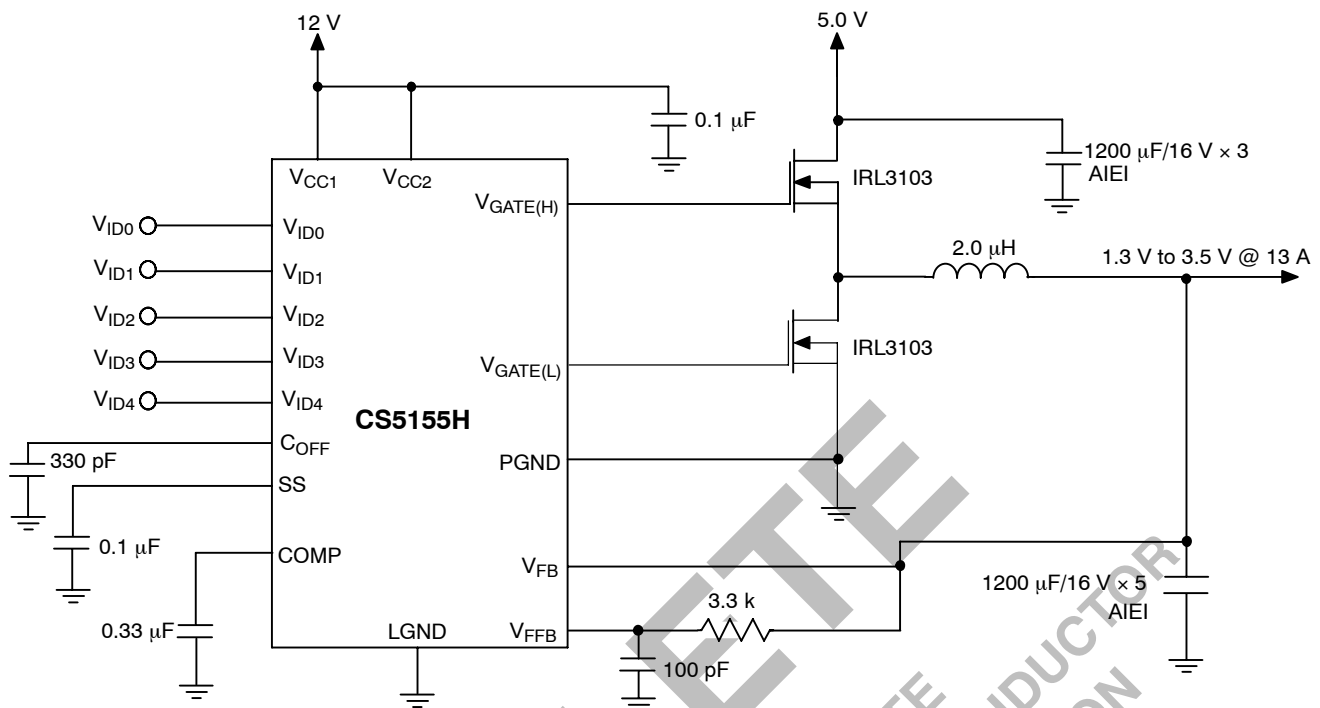 12 V
5.0 V
0.1 μF
1200 μF/16 V × 3
AIEI
VCC1
VCC2
IRL3103
VGATE(H)
VID0
VID0
VID1
VID1
VID2
VID2
VID3
VID3
VID4
VID4
2.0 μH
1.3 V to 3.5 V @ 13 A
IRL3103
VGATE(L)
CS5155H
COFF
330 pF
PGND
SS
0.1 μF
COMP
VFB
1200 μF/16 V × 5
AIEI
3.3 k
0.33 μF
LGND
VFFB
100 pF